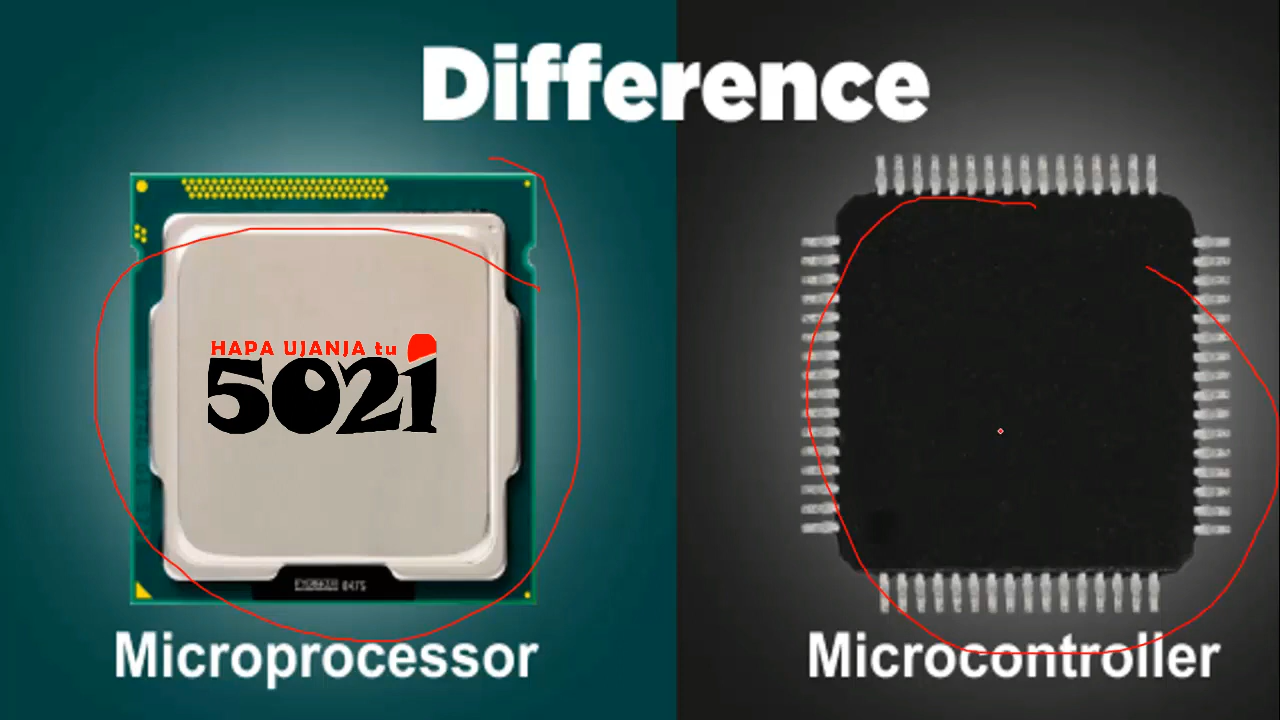 Difference
HAPA UJANJA tu
5021
Microprocessor
Microcontroller